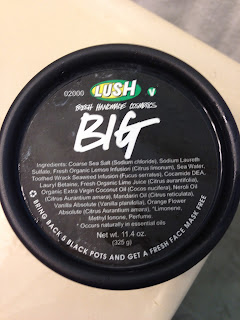 02000 LUSH V
FRESH HANDMADE COSMETICS
BIG
Ingredients: Coarse Sea Salt (Sodium chloride), Sodium Laureth
Sulfate, Fresh Organic Lemon Infusion (Citrus limonum), Sea Water,
Toothed Wrack Seaweed Infusion (Fucus serratus), Cocamide DEA,
Lauryl Betaine, Fresh Organic Lime Juice (Citrus aurantifolia),
Organic Extra Virgin Coconut Oil (Cocos nucifera), Neroli Oil
(Citrus Aurantium amara), Mandarin Oil (Citrus reticulata),
Vanilla Absolute (Vanilla planifolia), Orange Flower
Absolute (Citrus Aurantium amara), *Limonene,
Methyl Ionone, Perfume.
* Occurs naturally in essential oils
Net wt. 11.4 oz.
(325 g)
BRING BACK 5 BLACK POTS AND GET A FRESH FACE MASK FREE